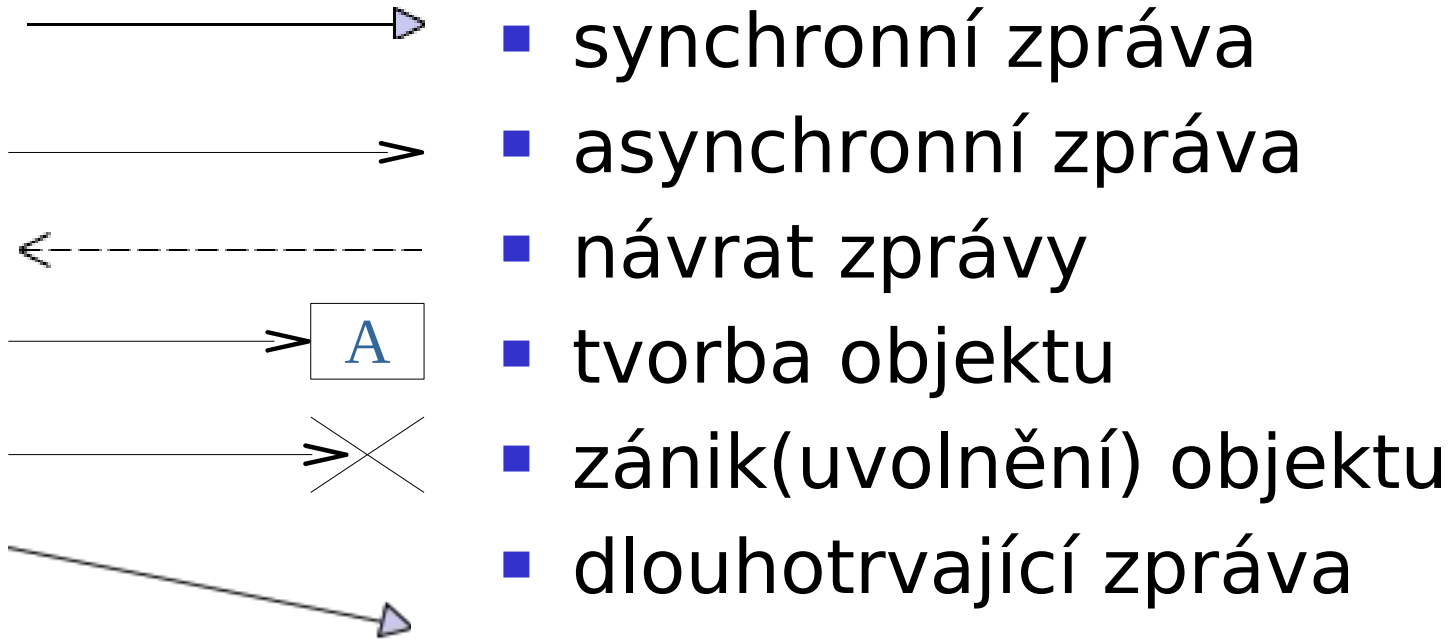 synchronní zpráva
asynchronní zpráva
návrat zprávy
A
tvorba objektu
zánik(uvolnění) objektu
dlouhotrvající zpráva